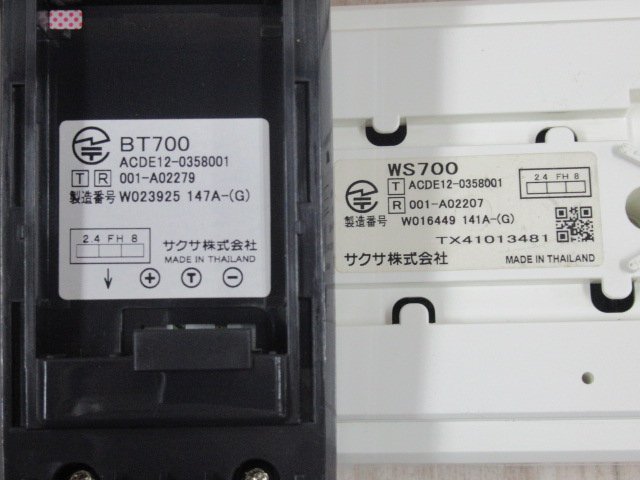 BT700
ACDE12-0358001
T R 001-A02279
製造番号 W023925 147A-(G)
2.4 FH 8
サクサ株式会社
MADE IN THAILAND
↓ + T −
WS700
T ACDE12-0358001
R 001-A02207
製造番号 W016449 141A-(G)
2.4 FH 8
TX41013481
サクサ株式会社
MADE IN THAILAND